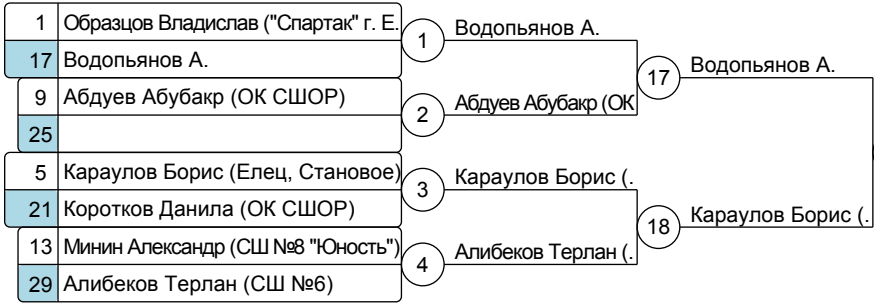 1 Образцов Владислав ("Спартак" г. Е.
17 Водопьянов А.
1 Водопьянов А.
9 Абдуев Абубакр (ОК СШОР)
25
2 Абдуев Абубакр (ОК
17 Водопьянов А.
5 Караулов Борис (Елец, Становое)
21 Коротков Данила (ОК СШОР)
3 Караулов Борис (.
13 Минин Александр (СШ №8 "Юность")
29 Алибеков Терлан (СШ №6)
4 Алибеков Терлан (.
18 Караулов Борис (.